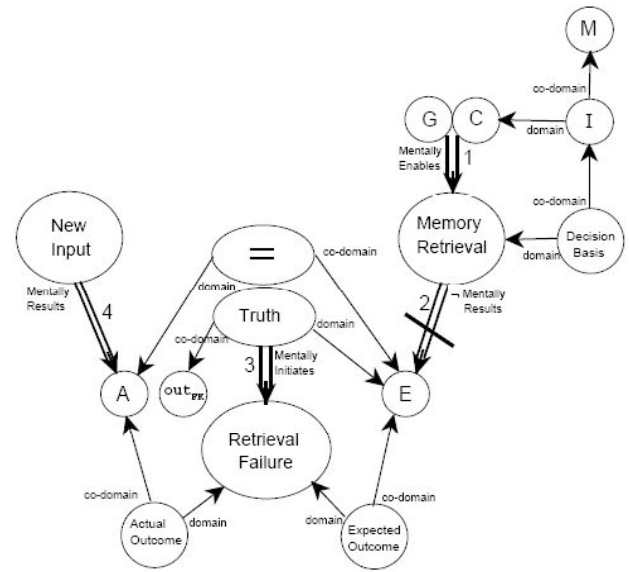 M
co-domain
G
C
domain
I
Mentally
Enables
1
co-domain
New
Input
Memory
Retrieval
domain
Decision
Basis
=
co-domain
Mentally
Results
4
domain
2
¬ Mentally
Results
Truth
domain
co-domain
3
Mentally
Initiates
A
out_FK
E
Retrieval
Failure
co-domain
co-domain
Actual
Outcome
domain
domain
Expected
Outcome